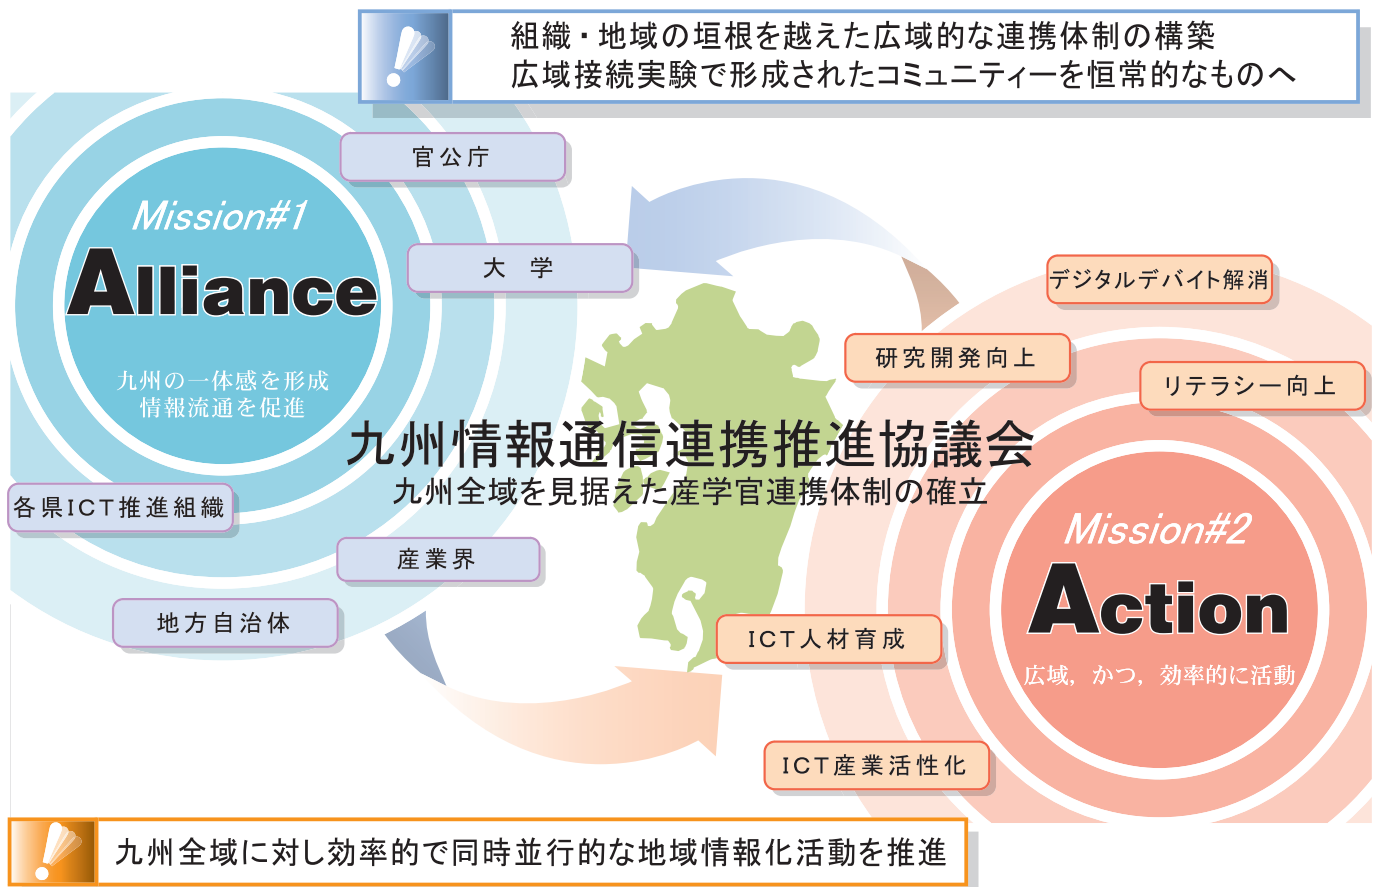 組織・地域の垣根を越えた広域的な連携体制の構築
広域接続実験で形成されたコミュニティーを恒常的なものへ
官公庁
大 学
Mission#1
Alliance
九州の一体感を形成
情報流通を促進
デジタルデバイト解消
研究開発向上
リテラシー向上
九州情報通信連携推進協議会
九州全域を見据えた産学官連携体制の確立
各県ICT推進組織
産業界
地方自治体
Mission#2
Action
広域，かつ，効率的に活動
ICT人材育成
ICT産業活性化
九州全域に対し効率的で同時並行的な地域情報化活動を推進